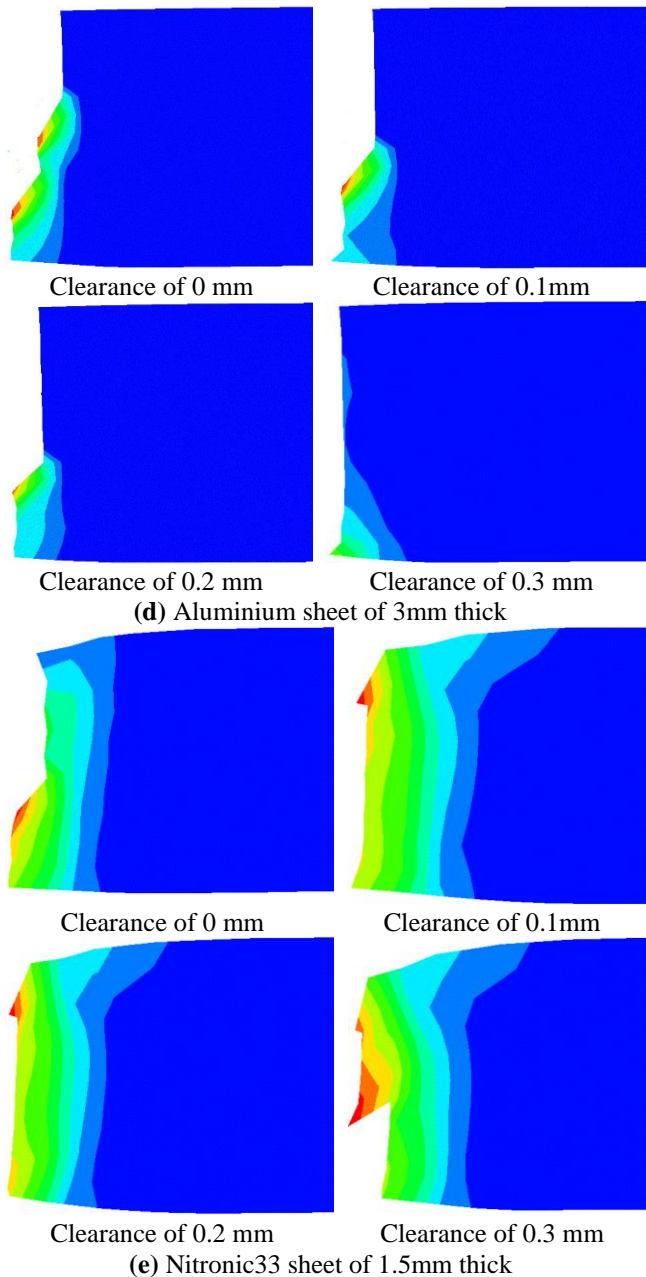 Clearance of 0 mm Clearance of 0.1mm
Clearance of 0.2 mm Clearance of 0.3 mm
(d) Aluminium sheet of 3mm thick
Clearance of 0 mm Clearance of 0.1mm
Clearance of 0.2 mm Clearance of 0.3 mm
(e) Nitronic33 sheet of 1.5mm thick